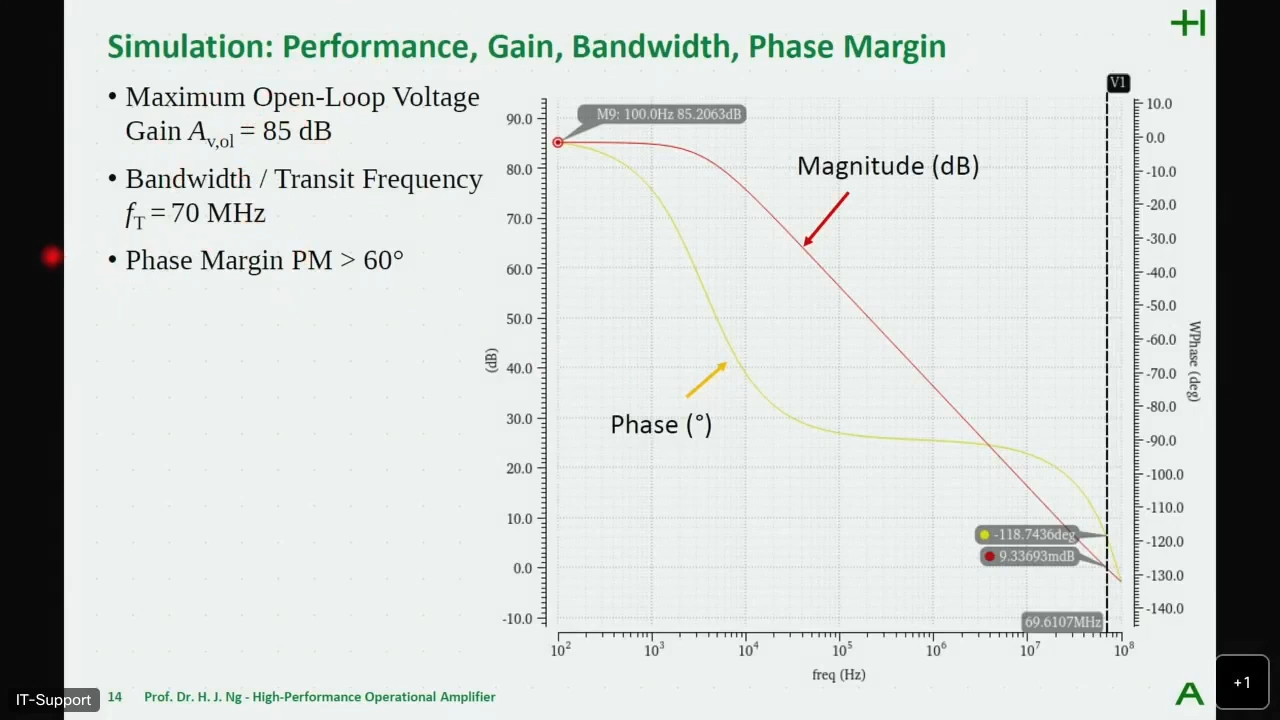 Simulation: Performance, Gain, Bandwidth, Phase Margin
• Maximum Open-Loop Voltage
Gain Av,ol = 85 dB
• Bandwidth / Transit Frequency
fT = 70 MHz
• Phase Margin PM > 60°
V1
M9: 100.0Hz 85.2063dB
Magnitude (dB)
Phase (°)
90.0
80.0
70.0
60.0
50.0
40.0
30.0
20.0
10.0
0.0
-10.0
(dB)
10.0
0.0
-10.0
-20.0
-30.0
-40.0
-50.0
-60.0
-70.0
-80.0
-90.0
-100.0
-110.0
-120.0
-130.0
-140.0
WPhase (deg)
-118.7436deg
9.33693mdB
69.6107MHz
10² 10³ 10⁴ 10⁵ 10⁶ 10⁷ 10⁸
freq (Hz)
IT-Support
14 Prof. Dr. H. J. Ng - High-Performance Operational Amplifier
+1